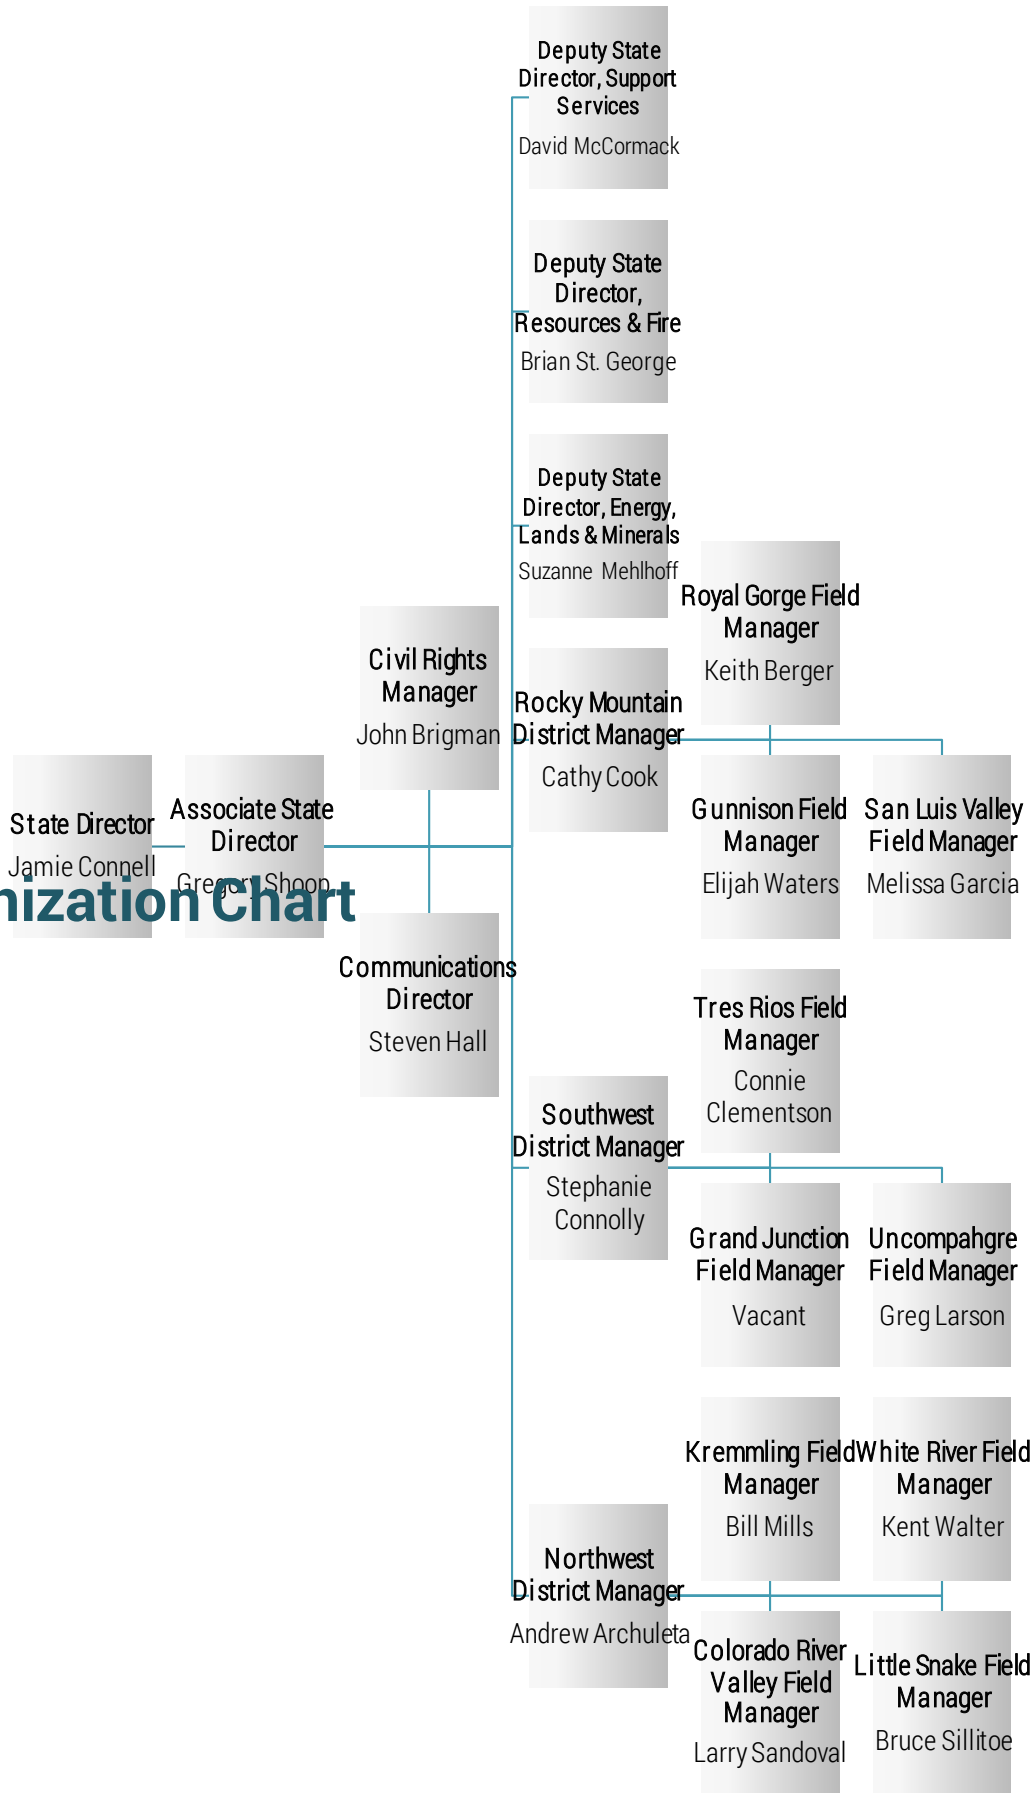 Deputy State
Director, Support
Services
David McCormack
Deputy State
Director,
Resources & Fire
Brian St. George
Deputy State
Director, Energy,
Lands & Minerals
Suzanne Mehlhoff
Royal Gorge Field
Manager
Keith Berger
Civil Rights
Manager
John Brigman
Rocky Mountain
District Manager
Cathy Cook
State Director
Jamie Connell
Associate State
Director
Gregory Shoop
Gunnison Field
Manager
Elijah Waters
San Luis Valley
Field Manager
Melissa Garcia
nization Chart
Communications
Director
Steven Hall
Tres Rios Field
Manager
Connie
Clementson
Southwest
District Manager
Stephanie
Connolly
Grand Junction
Field Manager
Vacant
Uncompahgre
Field Manager
Greg Larson
Kremmling Field
Manager
Bill Mills
White River Field
Manager
Kent Walter
Northwest
District Manager
Andrew Archuleta
Colorado River
Valley Field
Manager
Larry Sandoval
Little Snake Field
Manager
Bruce Sillitoe